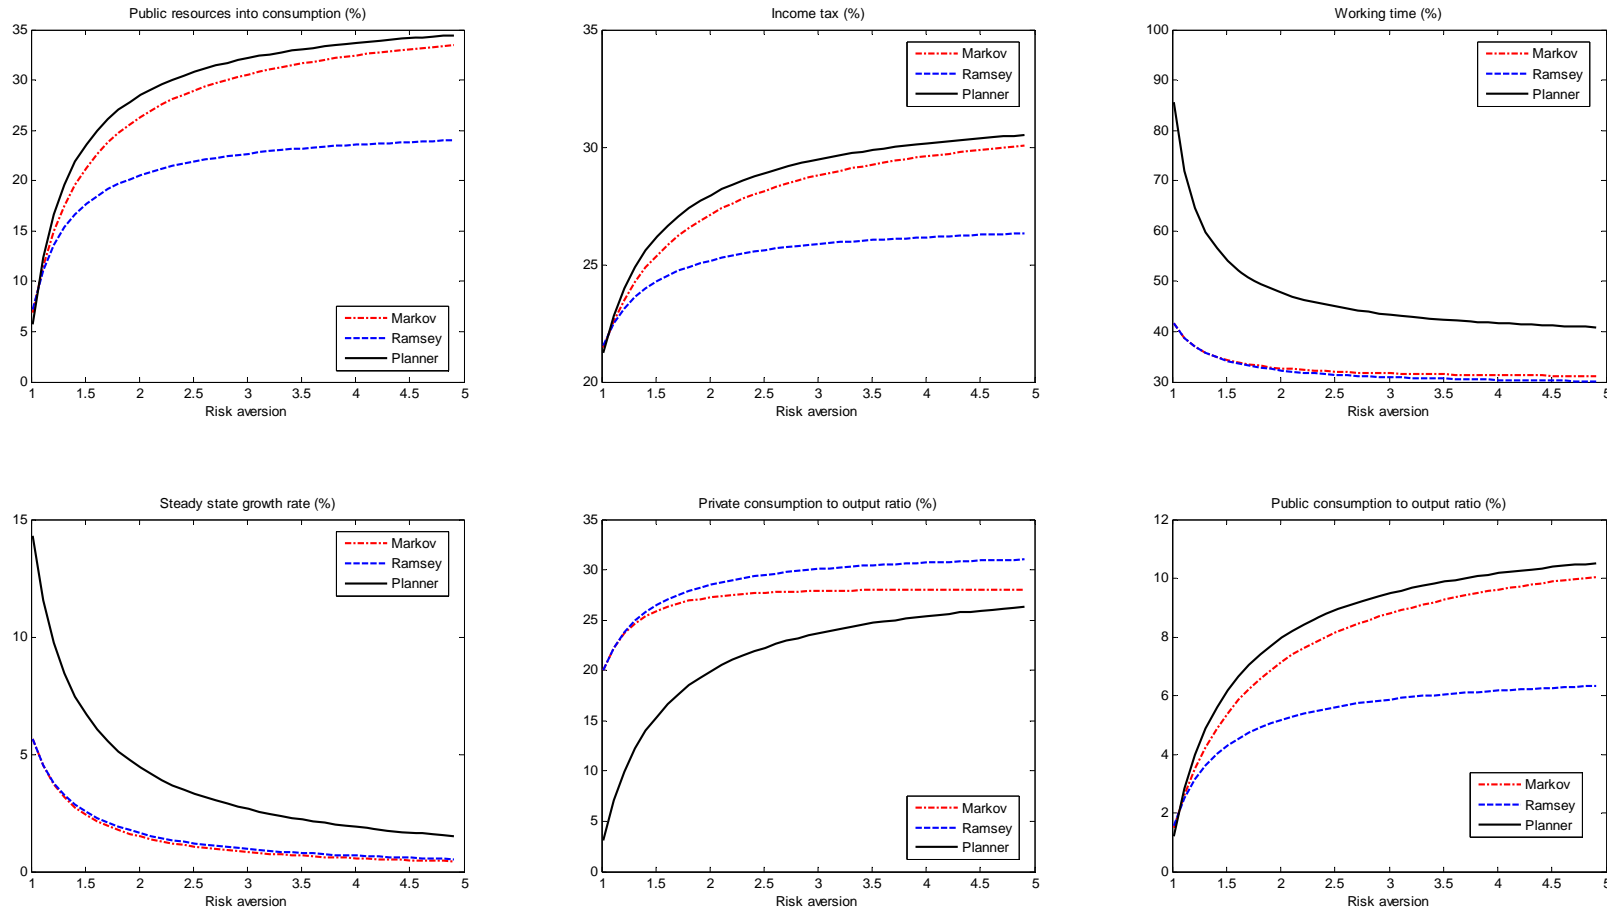 Public resources into consumption (%)
35
30
25
20
15
10
5
0
Markov
Ramsey
Planner
1 1.5 2 2.5 3 3.5 4 4.5 5
Risk aversion
Income tax (%)
35
30
25
20
Markov
Ramsey
Planner
1 1.5 2 2.5 3 3.5 4 4.5 5
Risk aversion
Working time (%)
100
90
80
70
60
50
40
30
Markov
Ramsey
Planner
1 1.5 2 2.5 3 3.5 4 4.5 5
Risk aversion
Steady state growth rate (%)
15
10
5
0
Markov
Ramsey
Planner
1 1.5 2 2.5 3 3.5 4 4.5 5
Risk aversion
Private consumption to output ratio (%)
35
30
25
20
15
10
5
0
Markov
Ramsey
Planner
1 1.5 2 2.5 3 3.5 4 4.5 5
Risk aversion
Public consumption to output ratio (%)
12
10
8
6
4
2
0
Markov
Ramsey
Planner
1 1.5 2 2.5 3 3.5 4 4.5 5
Risk aversion